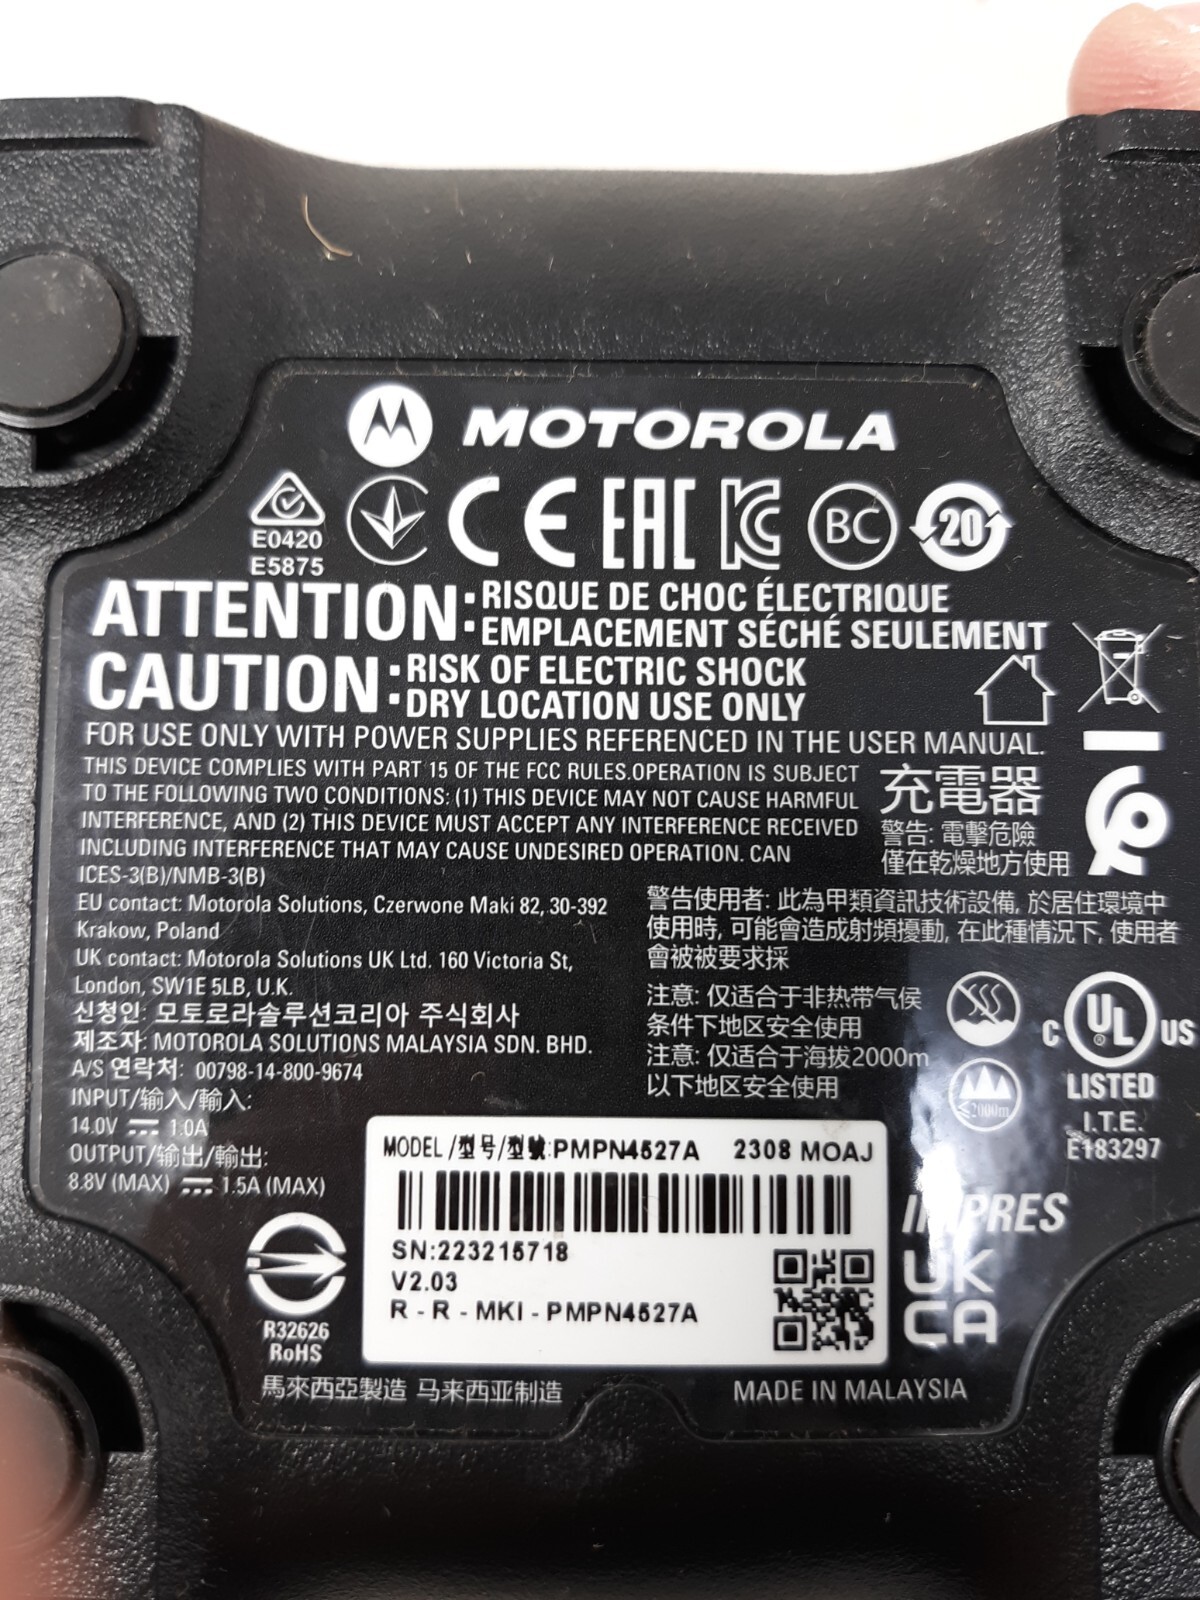 MOTOROLA
E0420
E5875
CE EAC BC 20
ATTENTION: RISQUE DE CHOC ÉLECTRIQUE
EMPLACEMENT SÉCHÉ SEULEMENT
CAUTION: RISK OF ELECTRIC SHOCK
DRY LOCATION USE ONLY
FOR USE ONLY WITH POWER SUPPLIES REFERENCED IN THE USER MANUAL.
THIS DEVICE COMPLIES WITH PART 15 OF THE FCC RULES.OPERATION IS SUBJECT
TO THE FOLLOWING TWO CONDITIONS: (1) THIS DEVICE MAY NOT CAUSE HARMFUL
INTERFERENCE, AND (2) THIS DEVICE MUST ACCEPT ANY INTERFERENCE RECEIVED
INCLUDING INTERFERENCE THAT MAY CAUSE UNDESIRED OPERATION. CAN
ICES-3(B)/NMB-3(B)
充電器
警告: 電擊危險
僅在乾燥地方使用
EU contact: Motorola Solutions, Czerwone Maki 82, 30-392
Krakow, Poland
UK contact: Motorola Solutions UK Ltd. 160 Victoria St,
London, SW1E 5LB, U.K.
신청인: 모토로라솔루션코리아 주식회사
제조자: MOTOROLA SOLUTIONS MALAYSIA SDN. BHD.
A/S 연락처: 00798-14-800-9674
INPUT/输入/輸入:
14.0V ⎓ 1.0A
OUTPUT/输出/輸出:
8.8V (MAX) ⎓ 1.5A (MAX)
警告使用者: 此為甲類資訊技術設備, 於居住環境中
使用時, 可能會造成射頻擾動, 在此種情況下, 使用者
會被被要求採
注意: 仅适合于非热带气侯
条件下地区安全使用
注意: 仅适合于海拔2000m
以下地区安全使用
≤2000m
C UL US
®
LISTED
I.T.E.
E183297
MODEL/型号/型號:PMPN4527A 2308 MOAJ
SN:223215718
V2.03
R - R - MKI - PMPN4527A
IMPRES
UK
CA
R32626
RoHS
馬來西亞製造 马来西亚制造
MADE IN MALAYSIA